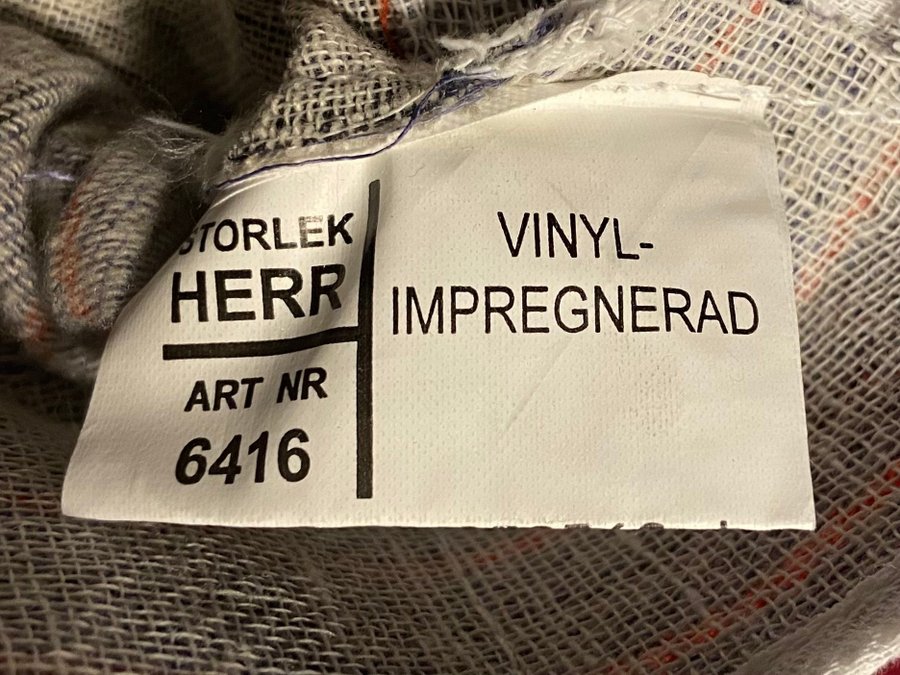 STORLEK
HERR
ART NR
6416
VINYL-
IMPREGNERAD